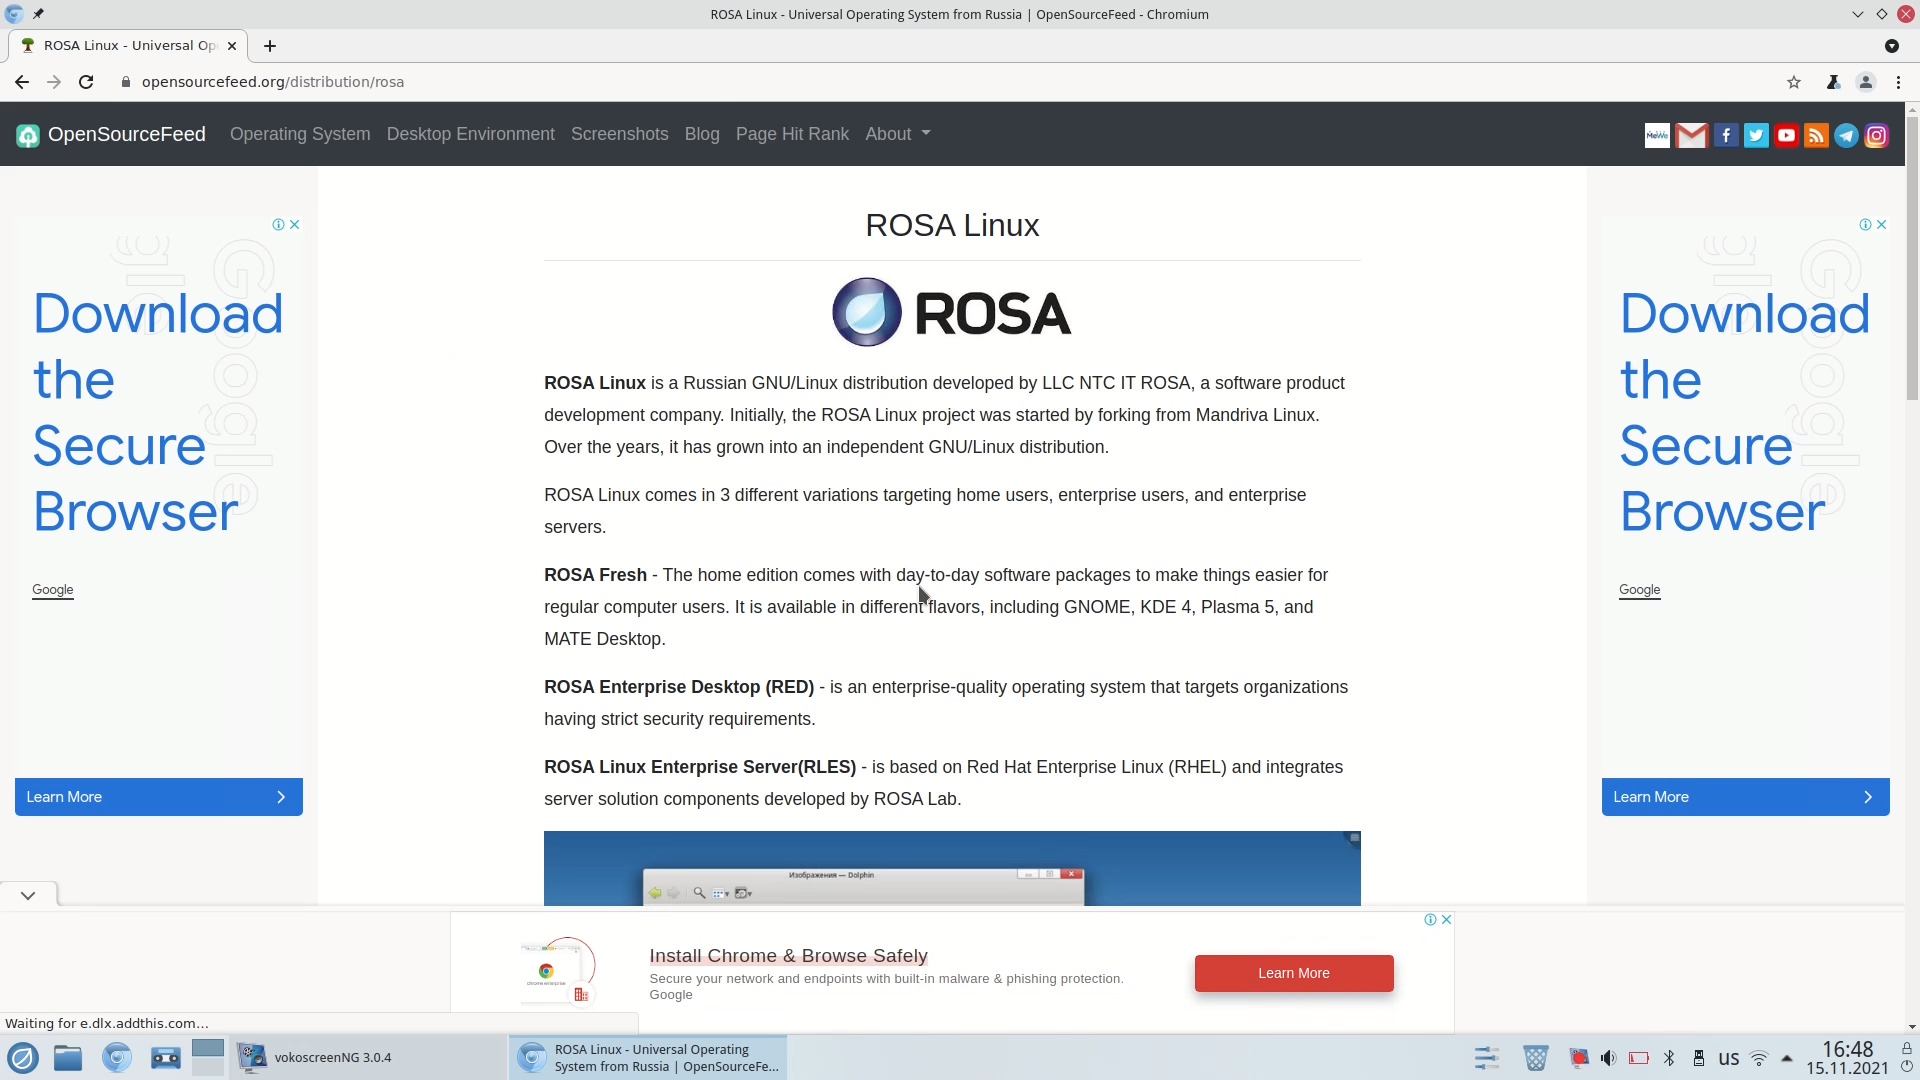 ROSA Linux - Universal Operating System from Russia | OpenSourceFeed - Chromium
ROSA Linux - Universal Op
opensourcefeed.org/distribution/rosa
OpenSourceFeed Operating System Desktop Environment Screenshots Blog Page Hit Rank About
MeWe
ROSA Linux
ROSA
ROSA Linux is a Russian GNU/Linux distribution developed by LLC NTC IT ROSA, a software product
development company. Initially, the ROSA Linux project was started by forking from Mandriva Linux.
Over the years, it has grown into an independent GNU/Linux distribution.
ROSA Linux comes in 3 different variations targeting home users, enterprise users, and enterprise
servers.
ROSA Fresh - The home edition comes with day-to-day software packages to make things easier for
regular computer users. It is available in different flavors, including GNOME, KDE 4, Plasma 5, and
MATE Desktop.
ROSA Enterprise Desktop (RED) - is an enterprise-quality operating system that targets organizations
having strict security requirements.
ROSA Linux Enterprise Server(RLES) - is based on Red Hat Enterprise Linux (RHEL) and integrates
server solution components developed by ROSA Lab.
Изображения — Dolphin
Google
gle
Download
the
Secure
Browser
Google
Learn More
Google
gle
Download
the
Secure
Browser
Google
Learn More
chrome enterprise
Install Chrome & Browse Safely
Secure your network and endpoints with built-in malware & phishing protection.
Google
Learn More
Waiting for e.dlx.addthis.com...
vokoscreenNG 3.0.4
ROSA Linux - Universal Operating
System from Russia | OpenSourceFe...
us
16:48
15.11.2021